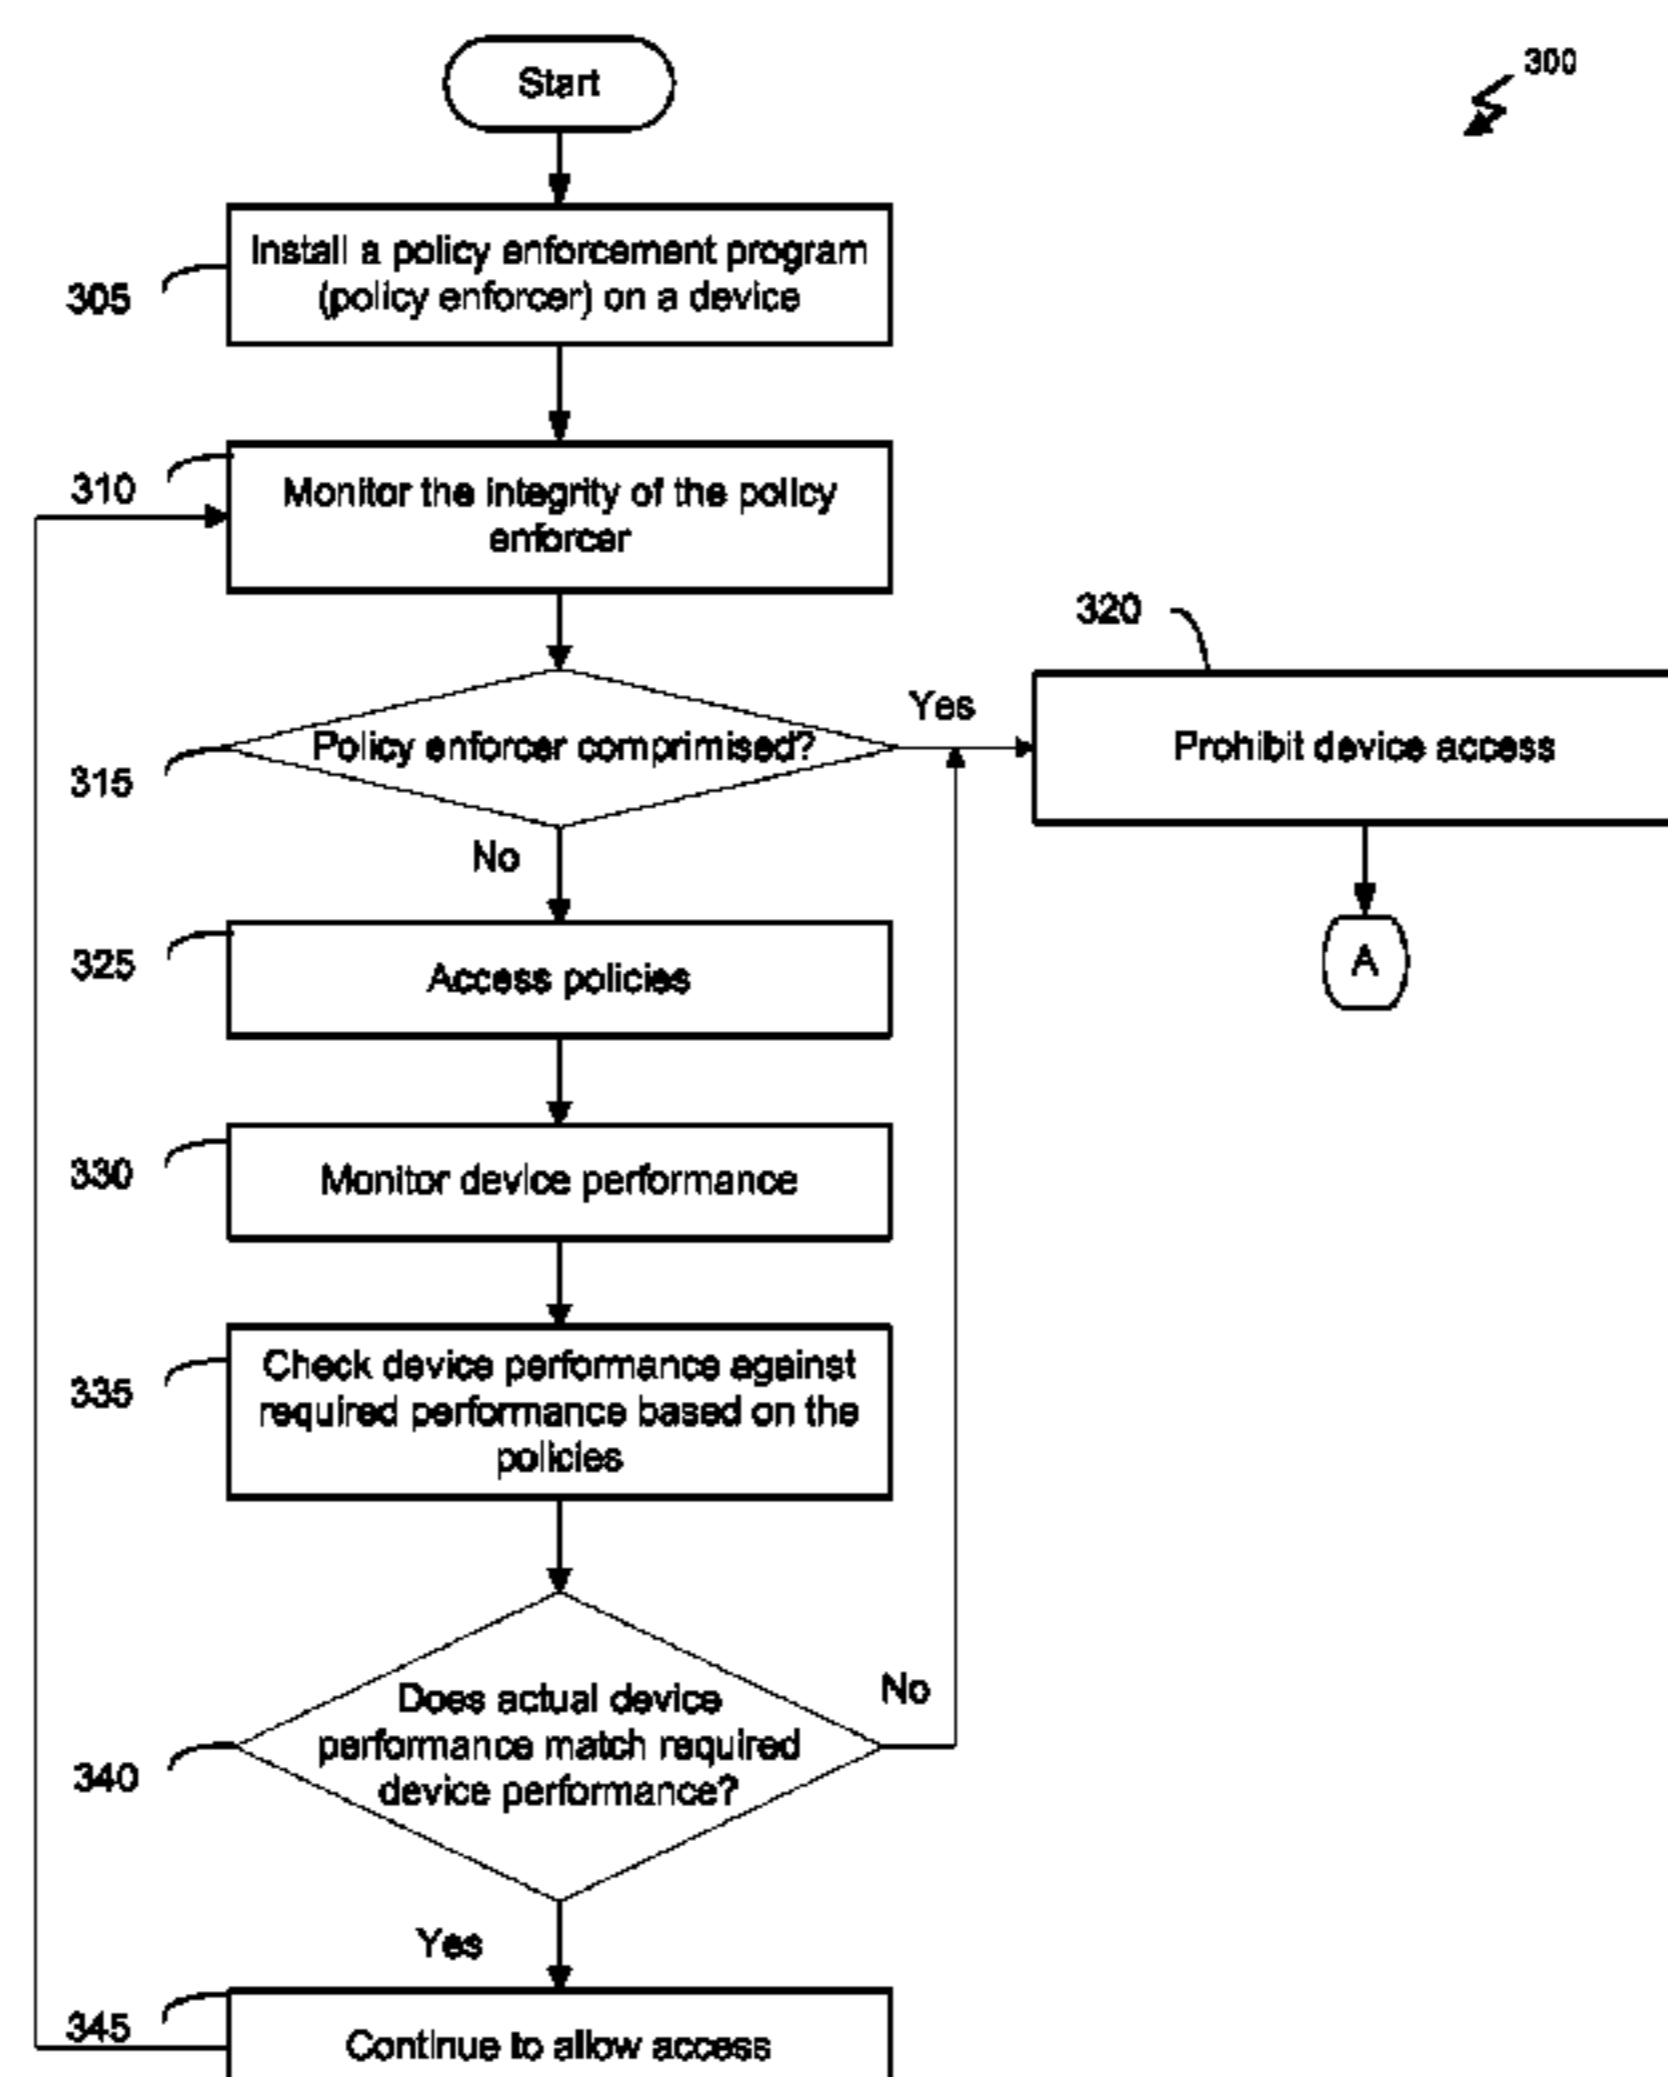 Start
300
Install a policy enforcement program
(policy enforcer) on a device
305
310
Monitor the integrity of the policy
enforcer
320
Policy enforcer comprimised?
Yes
Prohibit device access
315
No
A
325
Access policies
330
Monitor device performance
335
Check device performance against
required performance based on the
policies
No
Does actual device
performance match required
device performance?
340
Yes
345
Continue to allow access